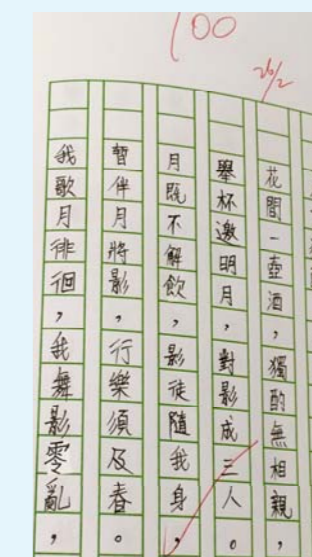 100
26/2
花間一壺酒，獨酌無相親，
舉杯邀明月，對影成三人。
月既不解飲，影徒隨我身，
暫伴月將影，行樂須及春。
我歌月徘徊，我舞影零亂，